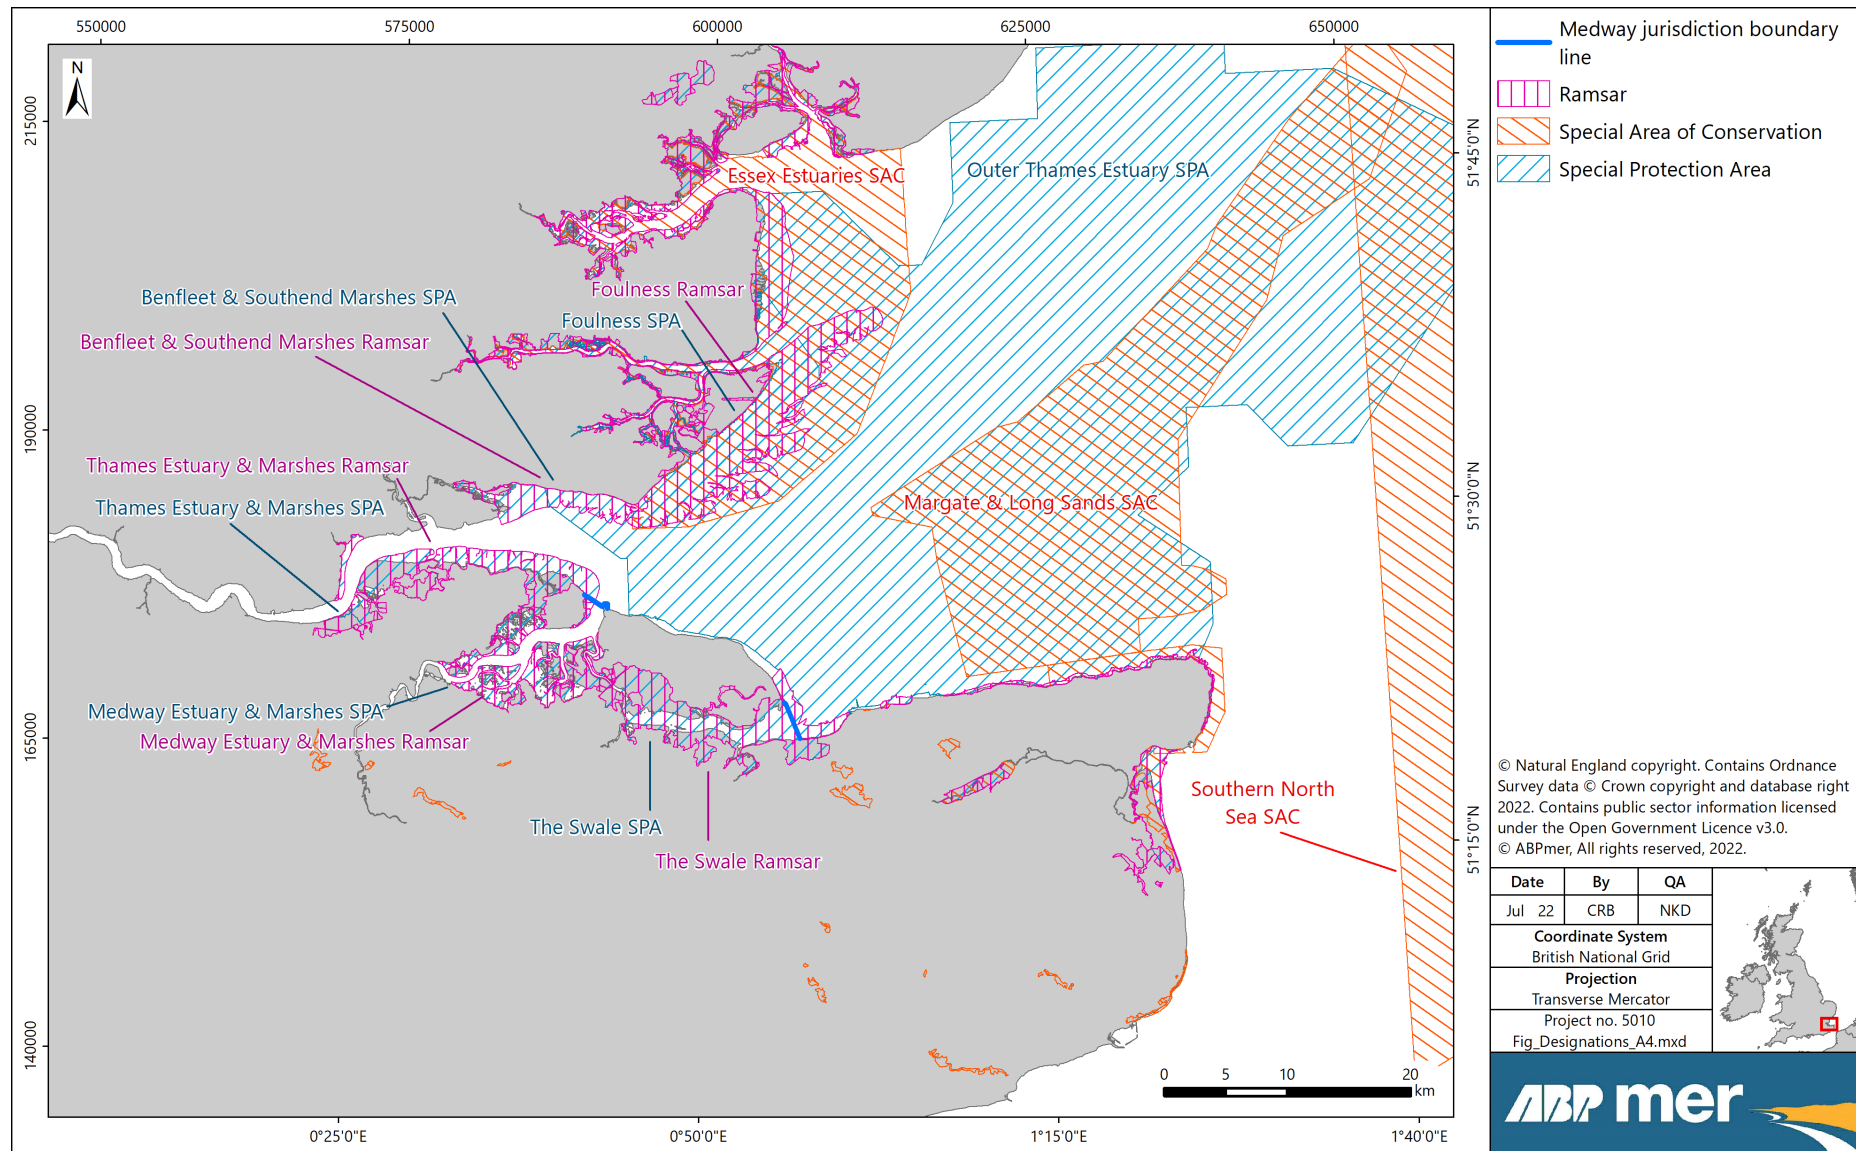 550000
575000
600000
625000
650000
Medway jurisdiction boundary
line
Ramsar
Special Area of Conservation
Special Protection Area
N
215000
190000
165000
140000
51°45'0"N
51°30'0"N
51°15'0"N
Essex Estuaries SAC
Outer Thames Estuary SPA
Benfleet & Southend Marshes SPA
Foulness Ramsar
Foulness SPA
Benfleet & Southend Marshes Ramsar
Thames Estuary & Marshes Ramsar
Thames Estuary & Marshes SPA
Margate & Long Sands SAC
Medway Estuary & Marshes SPA
Medway Estuary & Marshes Ramsar
The Swale SPA
The Swale Ramsar
Southern North
Sea SAC
0 5 10 20
km
0°25'0"E
0°50'0"E
1°15'0"E
1°40'0"E
© Natural England copyright. Contains Ordnance
Survey data © Crown copyright and database right
2022. Contains public sector information licensed
under the Open Government Licence v3.0.
© ABPmer, All rights reserved, 2022.
Date By QA
Jul 22 CRB NKD
Coordinate System
British National Grid
Projection
Transverse Mercator
Project no. 5010
Fig_Designations_A4.mxd
ABP mer